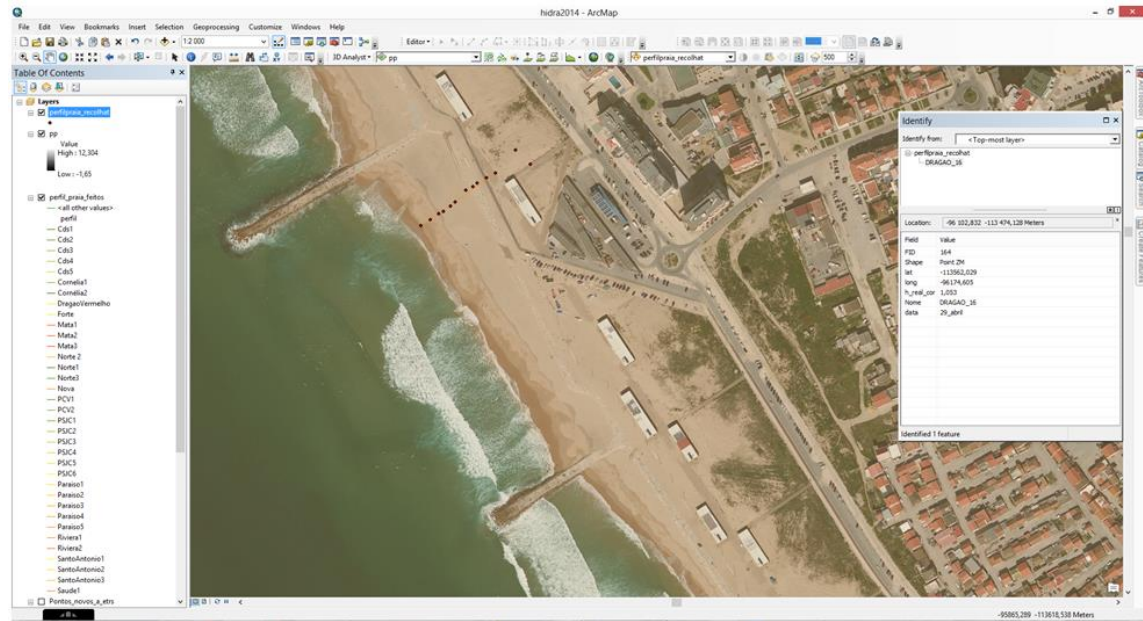 hidra2014 - ArcMap
File Edit View Bookmarks Insert Selection Geoprocessing Customize Windows Help
1:2 000
Editor
3D Analyst
pp
perfilpraia_recolhat
500
Table Of Contents
Layers
perfilpraia_recolhat
pp
Value
High : 12,304
Low : -1,65
perfil_praia_feitos
<all other values>
perfil
Cds1
Cds2
Cds3
Cds4
Cds5
Cornelia1
Cornélia2
DragaoVermelho
Forte
Mata1
Mata2
Mata3
Norte 2
Norte1
Norte3
Nova
PCV1
PCV2
PSJC1
PSJC2
PSJC3
PSJC4
PSJC5
PSJC6
Paraiso1
Paraiso2
Paraiso3
Paraiso4
Paraiso5
Riviera1
Riviera2
SantoAntonio1
SantoAntonio2
SantoAntonio3
Saude1
Pontos_novos_a_etrs
Identify
Identify from: <Top-most layer>
perfilpraia_recolhat
DRAGAO_16
Location: -96 102,832 -113 474,128 Meters
Field Value
FID 164
Shape Point ZM
lat -113562,029
long -96174,605
h_real_cor 1,053
Nome DRAGAO_16
data 29_abril
Identified 1 feature
Catalog
Search
Create Features
-95865,289 -113618,538 Meters